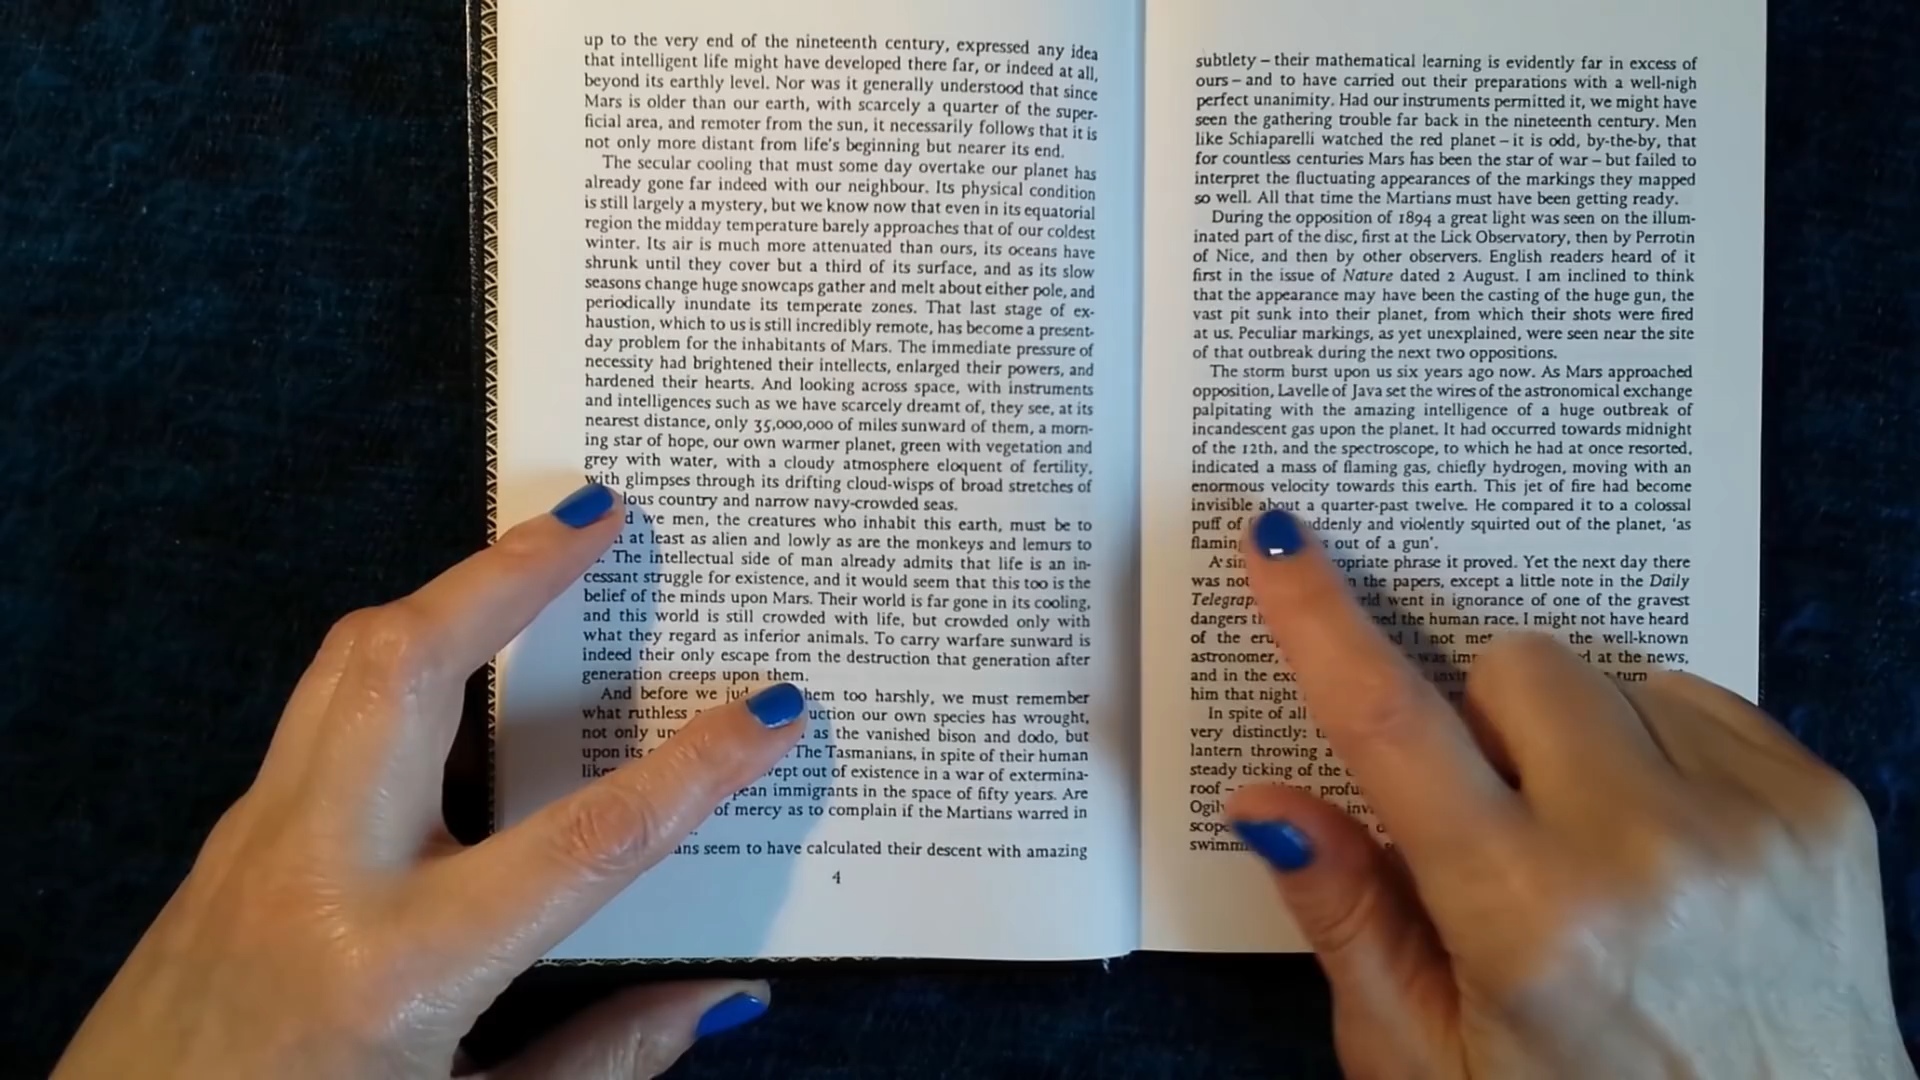 up to the very end of the nineteenth century, expressed any idea
that intelligent life might have developed there far, or indeed at all,
beyond its earthly level. Nor was it generally understood that since
Mars is older than our earth, with scarcely a quarter of the super-
ficial area, and remoter from the sun, it necessarily follows that it is
not only more distant from life's beginning but nearer its end.
The secular cooling that must some day overtake our planet has
already gone far indeed with our neighbour. Its physical condition
is still largely a mystery, but we know now that even in its equatorial
region the midday temperature barely approaches that of our coldest
winter. Its air is much more attenuated than ours, its oceans have
shrunk until they cover but a third of its surface, and as its slow
seasons change huge snowcaps gather and melt about either pole, and
periodically inundate its temperate zones. That last stage of ex-
haustion, which to us is still incredibly remote, has become a present-
day problem for the inhabitants of Mars. The immediate pressure of
necessity had brightened their intellects, enlarged their powers, and
hardened their hearts. And looking across space, with instruments
and intelligences such as we have scarcely dreamt of, they see, at its
nearest distance, only 35,000,000 of miles sunward of them, a morn-
ing star of hope, our own warmer planet, green with vegetation and
grey with water, with a cloudy atmosphere eloquent of fertility,
with glimpses through its drifting cloud-wisps of broad stretches of
lous country and narrow navy-crowded seas.
we men, the creatures who inhabit this earth, must be to
at least as alien and lowly as are the monkeys and lemurs to
The intellectual side of man already admits that life is an in-
cessant struggle for existence, and it would seem that this too is the
belief of the minds upon Mars. Their world is far gone in its cooling,
and this world is still crowded with life, but crowded only with
what they regard as inferior animals. To carry warfare sunward is
indeed their only escape from the destruction that generation after
generation creeps upon them.
And before we jud hem too harshly, we must remember
what ruthless uction our own species has wrought,
not only as the vanished bison and dodo, but
upon its The Tasmanians, in spite of their human
like wept out of existence in a war of extermina-
pean immigrants in the space of fifty years. Are
of mercy as to complain if the Martians warred in
ans seem to have calculated their descent with amazing
4
subtlety – their mathematical learning is evidently far in excess of
ours – and to have carried out their preparations with a well-nigh
perfect unanimity. Had our instruments permitted it, we might have
seen the gathering trouble far back in the nineteenth century. Men
like Schiaparelli watched the red planet – it is odd, by-the-by, that
for countless centuries Mars has been the star of war – but failed to
interpret the fluctuating appearances of the markings they mapped
so well. All that time the Martians must have been getting ready.
During the opposition of 1894 a great light was seen on the illum-
inated part of the disc, first at the Lick Observatory, then by Perrotin
of Nice, and then by other observers. English readers heard of it
first in the issue of Nature dated 2 August. I am inclined to think
that the appearance may have been the casting of the huge gun, the
vast pit sunk into their planet, from which their shots were fired
at us. Peculiar markings, as yet unexplained, were seen near the site
of that outbreak during the next two oppositions.
The storm burst upon us six years ago now. As Mars approached
opposition, Lavelle of Java set the wires of the astronomical exchange
palpitating with the amazing intelligence of a huge outbreak of
incandescent gas upon the planet. It had occurred towards midnight
of the 12th, and the spectroscope, to which he had at once resorted,
indicated a mass of flaming gas, chiefly hydrogen, moving with an
enormous velocity towards this earth. This jet of fire had become
invisible about a quarter-past twelve. He compared it to a colossal
puff of uddenly and violently squirted out of the planet, 'as
flaming out of a gun'.
A sin ropriate phrase it proved. Yet the next day there
was not in the papers, except a little note in the Daily
Telegrap rld went in ignorance of one of the gravest
dangers ned the human race. I might not have heard
of the eru I not met the well-known
astronomer, was at the news,
and in the exc turn
him that night
In spite of all
very distinctly:
lantern throwing a
steady ticking of the
roof – profu
Ogilv inv
scope
swimm